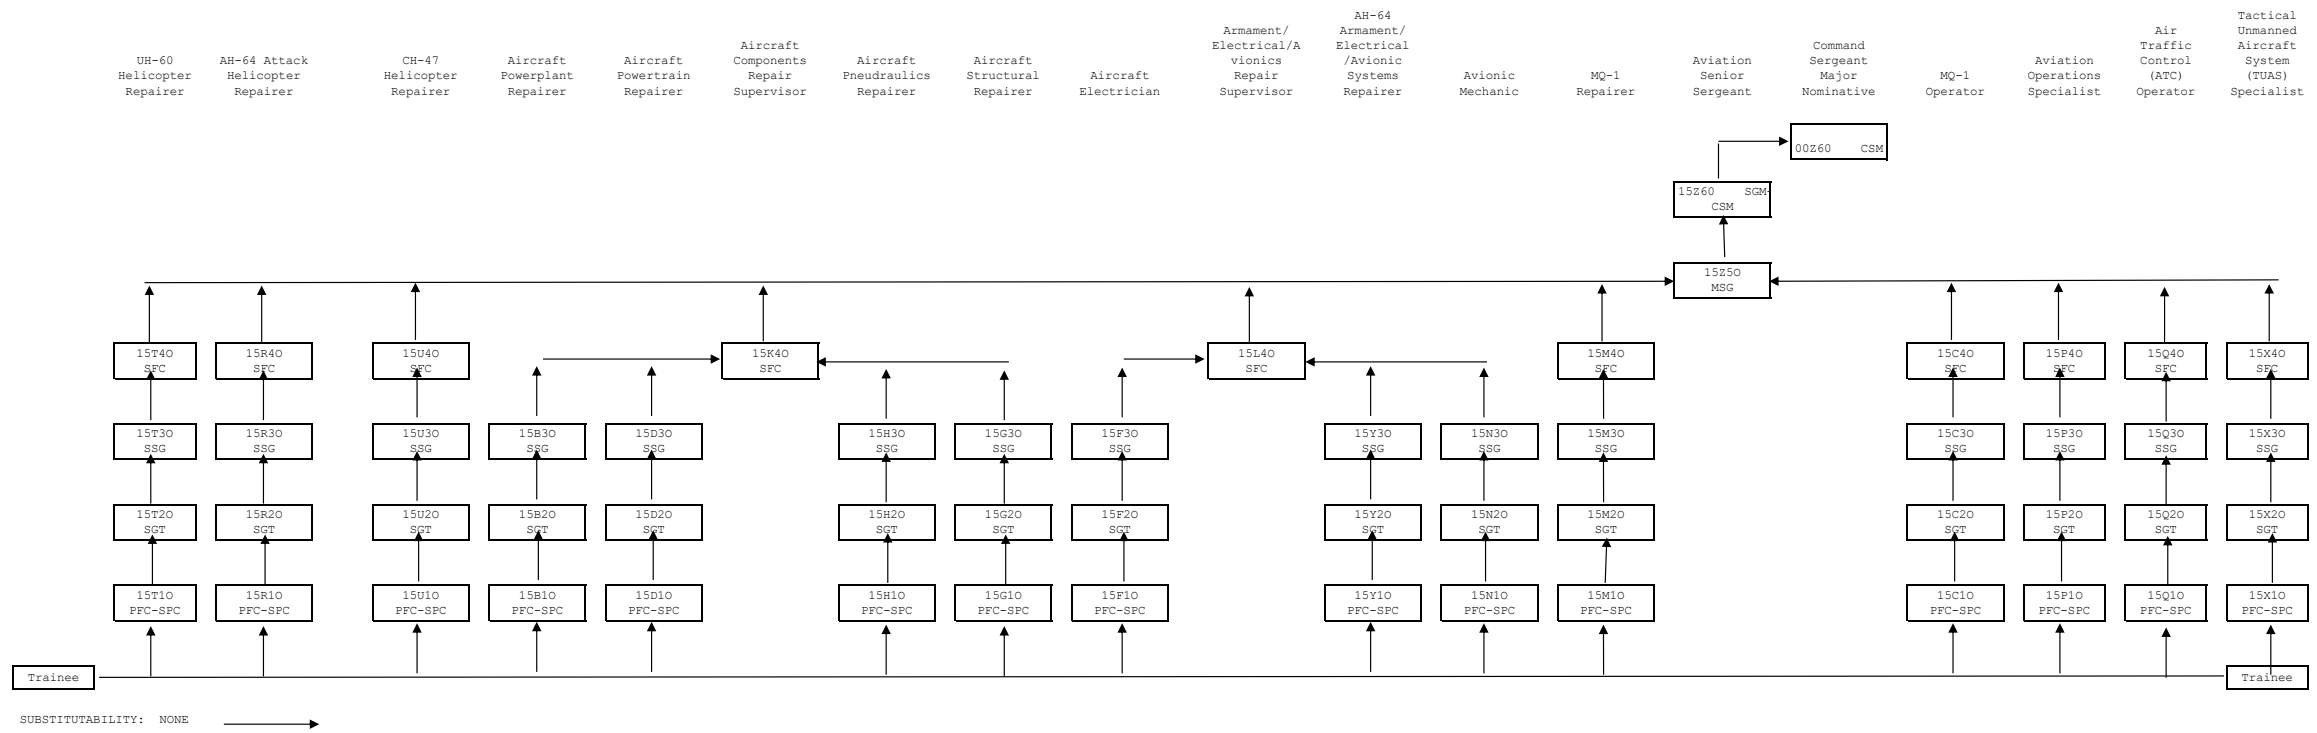 UH-60
Helicopter
Repairer
AH-64 Attack
Helicopter
Repairer
CH-47
Helicopter
Repairer
Aircraft
Powerplant
Repairer
Aircraft
Powertrain
Repairer
Aircraft
Components
Repair
Supervisor
Aircraft
Pneudraulics
Repairer
Aircraft
Structural
Repairer
Aircraft
Electrician
Armament/
Electrical/A
vionics
Repair
Supervisor
AH-64
Armament/
Electrical
/Avionic
Systems
Repairer
Avionic
Mechanic
MQ-1
Repairer
Aviation
Senior
Sergeant
Command
Sergeant
Major
Nominative
MQ-1
Operator
Aviation
Operations
Specialist
Air
Traffic
Control
(ATC)
Operator
Tactical
Unmanned
Aircraft
System
(TUAS)
Specialist
00Z60 CSM
15Z60 SGM-
CSM
15Z5O
MSG
15T4O
SFC
15R4O
SFC
15U4O
SFC
15K4O
SFC
15L4O
SFC
15M4O
SFC
15C4O
SFC
15P4O
SFC
15Q4O
SFC
15X4O
SFC
15T3O
SSG
15R3O
SSG
15U3O
SSG
15B3O
SSG
15D3O
SSG
15H3O
SSG
15G3O
SSG
15F3O
SSG
15Y3O
SSG
15N3O
SSG
15M3O
SSG
15C3O
SSG
15P3O
SSG
15Q3O
SSG
15X3O
SSG
15T2O
SGT
15R2O
SGT
15U2O
SGT
15B2O
SGT
15D2O
SGT
15H2O
SGT
15G2O
SGT
15F2O
SGT
15Y2O
SGT
15N2O
SGT
15M2O
SGT
15C2O
SGT
15P2O
SGT
15Q2O
SGT
15X2O
SGT
15T1O
PFC-SPC
15R1O
PFC-SPC
15U1O
PFC-SPC
15B1O
PFC-SPC
15D1O
PFC-SPC
15H1O
PFC-SPC
15G1O
PFC-SPC
15F1O
PFC-SPC
15Y1O
PFC-SPC
15N1O
PFC-SPC
15M1O
PFC-SPC
15C1O
PFC-SPC
15P1O
PFC-SPC
15Q1O
PFC-SPC
15X1O
PFC-SPC
Trainee
Trainee
SUBSTITUTABILITY: NONE